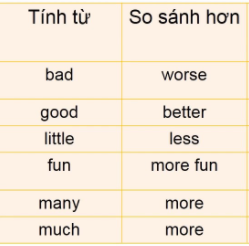 Tính từ So sánh hơn
bad worse
good better
little less
fun more fun
many more
much more